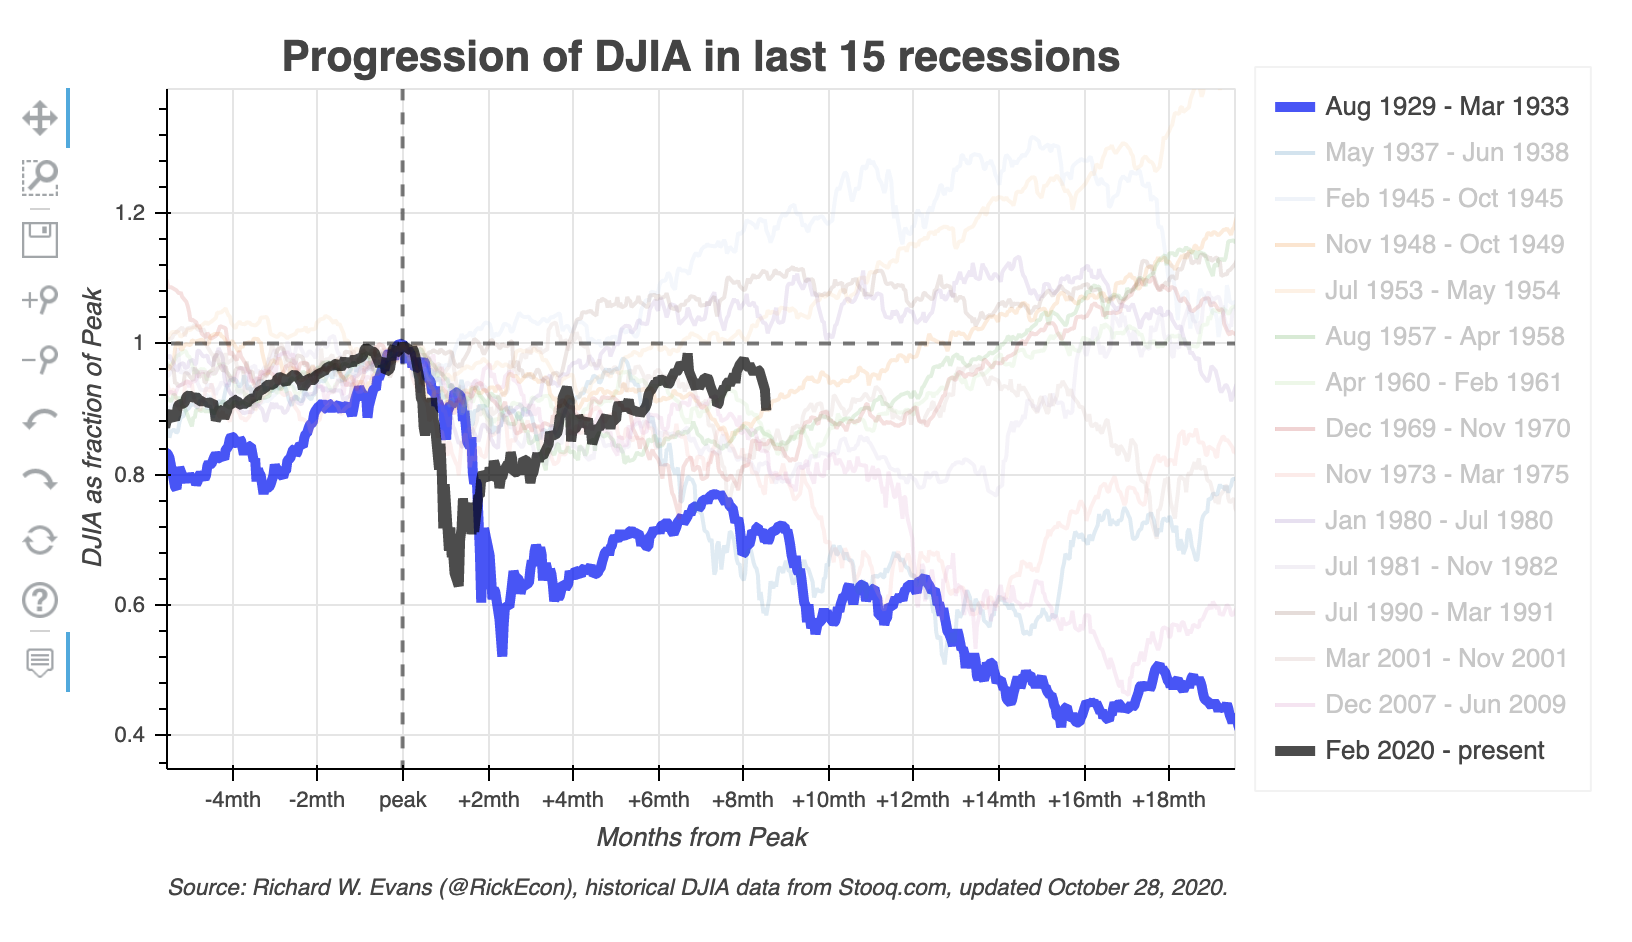 Progression of DJIA in last 15 recessions
DJIA as fraction of Peak
1.2
1
0.8
0.6
0.4
-4mth -2mth peak +2mth +4mth +6mth +8mth +10mth +12mth +14mth +16mth +18mth
Months from Peak
Source: Richard W. Evans (@RickEcon), historical DJIA data from Stooq.com, updated October 28, 2020.
Aug 1929 - Mar 1933
May 1937 - Jun 1938
Feb 1945 - Oct 1945
Nov 1948 - Oct 1949
Jul 1953 - May 1954
Aug 1957 - Apr 1958
Apr 1960 - Feb 1961
Dec 1969 - Nov 1970
Nov 1973 - Mar 1975
Jan 1980 - Jul 1980
Jul 1981 - Nov 1982
Jul 1990 - Mar 1991
Mar 2001 - Nov 2001
Dec 2007 - Jun 2009
Feb 2020 - present